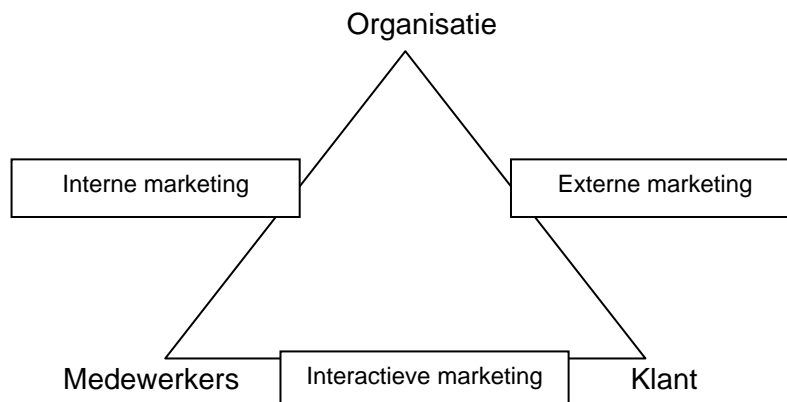 Organisatie
Interne marketing
Externe marketing
Medewerkers
Interactieve marketing
Klant